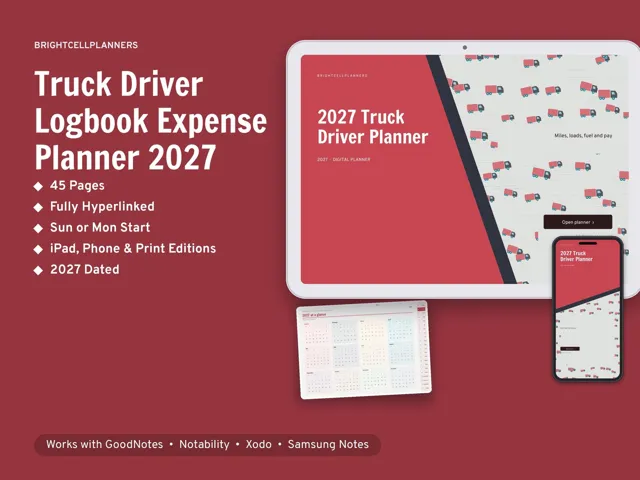 BRIGHTCELLPLANNERS
Truck Driver
Logbook Expense
Planner 2027
45 Pages
Fully Hyperlinked
Sun or Mon Start
iPad, Phone & Print Editions
2027 Dated
BRIGHTCELLPLANNERS
2027 Truck
Driver Planner
2027 · DIGITAL PLANNER
Miles, loads, fuel and pay
Open planner ›
2027 Truck
Driver Planner
2027 at a glance
Works with GoodNotes • Notability • Xodo • Samsung Notes